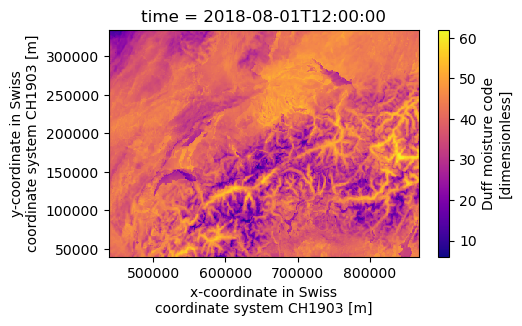 time = 2018-08-01T12:00:00
300000
250000
200000
150000
100000
50000
y-coordinate in Swiss
coordinate system CH1903 [m]
500000
600000
700000
800000
x-coordinate in Swiss
coordinate system CH1903 [m]
60
50
40
30
20
10
Duff moisture code
[dimensionless]